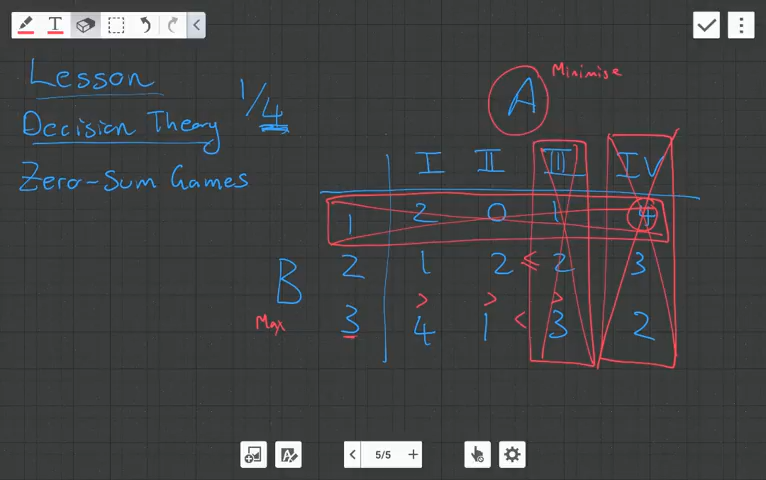 Lesson
Decision Theory
Zero-Sum Games
1/4
A
Minimise
I II III IV
1 2 0 1 4
B 2 1 2 ≤ 2 3
> > >
Max 3 4 1 < 3 2
T
A
< 5/5 +